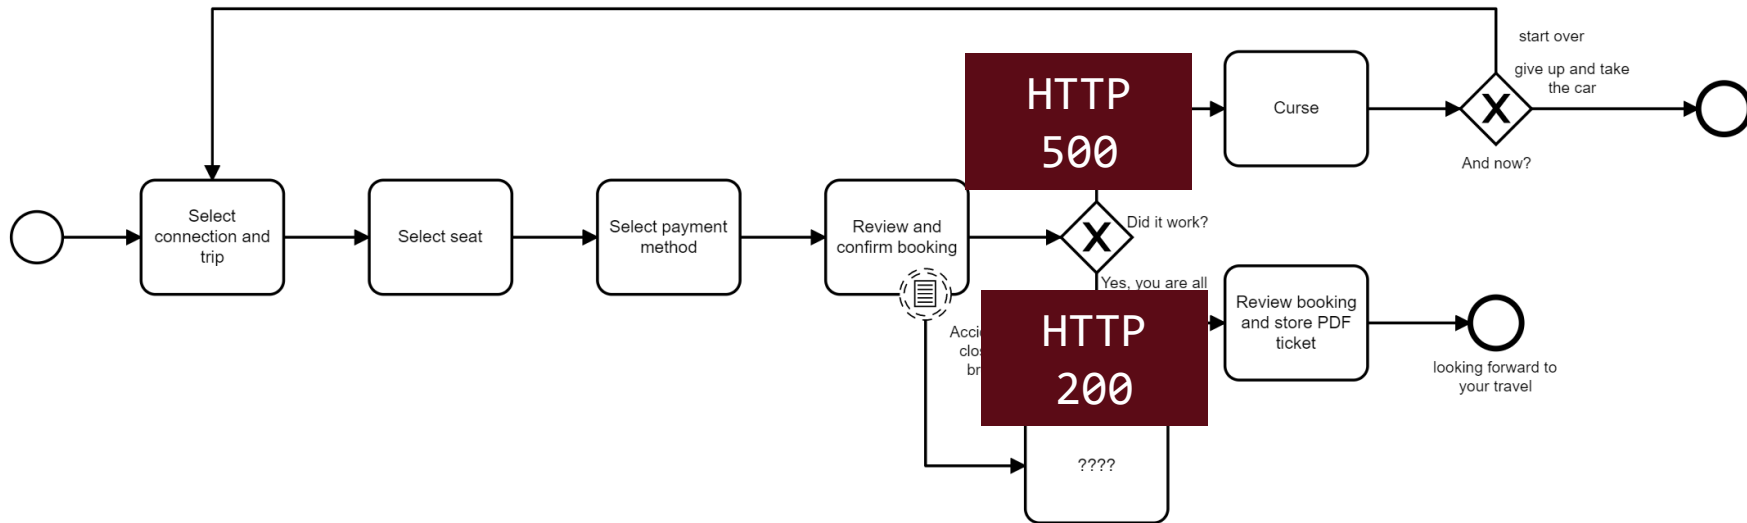 start over
give up and take
the car
HTTP
500
Curse
X
And now?
Select
connection and
trip
Select seat
Select payment
method
Review and
confirm booking
X
Did it work?
Yes, you are all
HTTP
200
Review booking
and store PDF
ticket
looking forward to
your travel
????